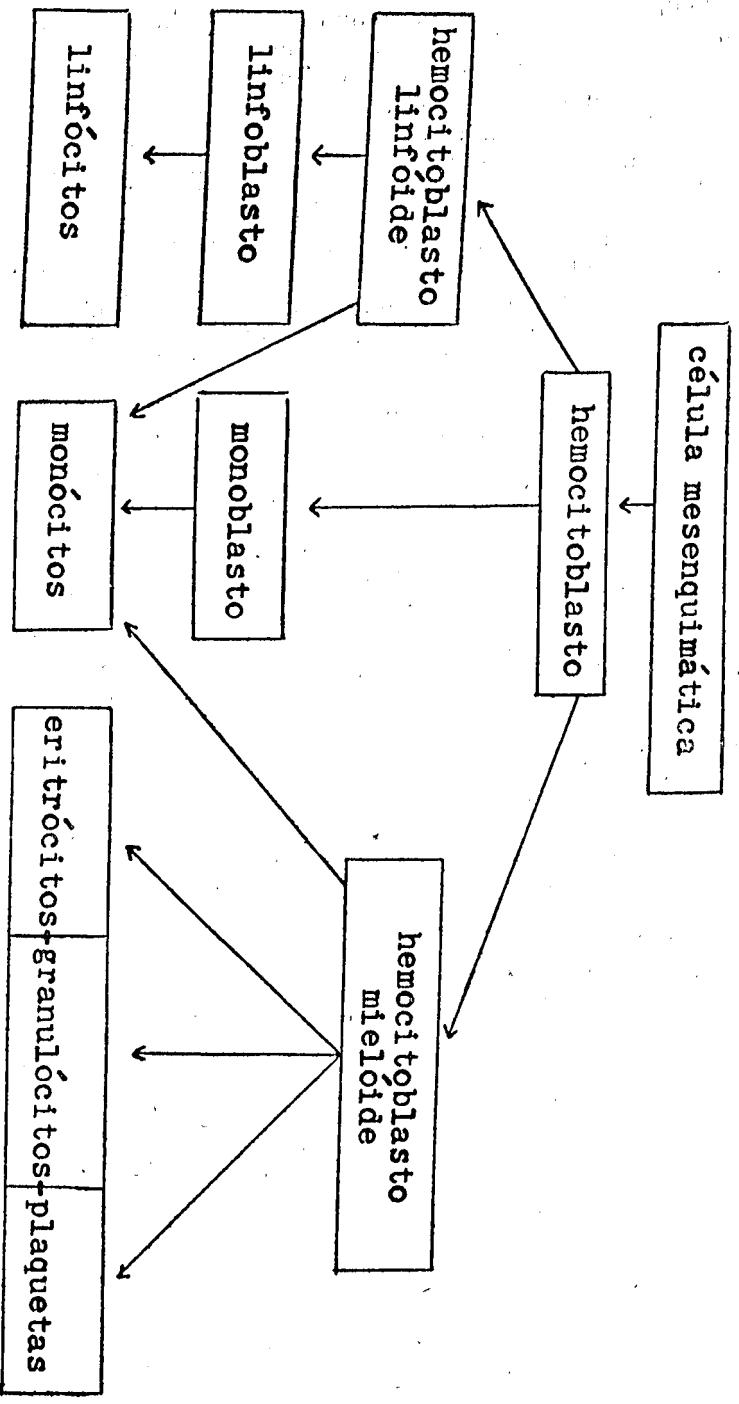 célula mesenquimática
hemocitoblasto
hemocitoblasto
linfóide
hemocitoblasto
mielóide
linfoblasto
monoblasto
linfócitos
monócitos
eritrócitos+granulócitos+plaquetas